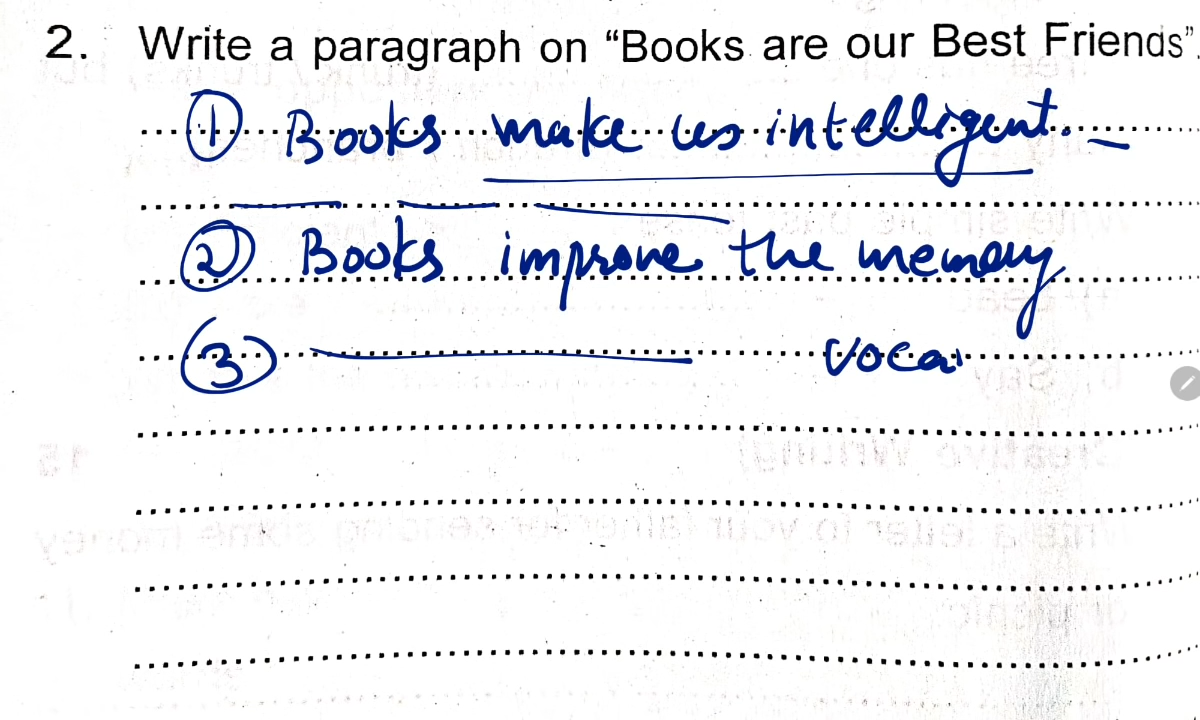 2. Write a paragraph on “Books are our Best Friends”.
① Books make us intelligent.
② Books improve the memory
③ voca